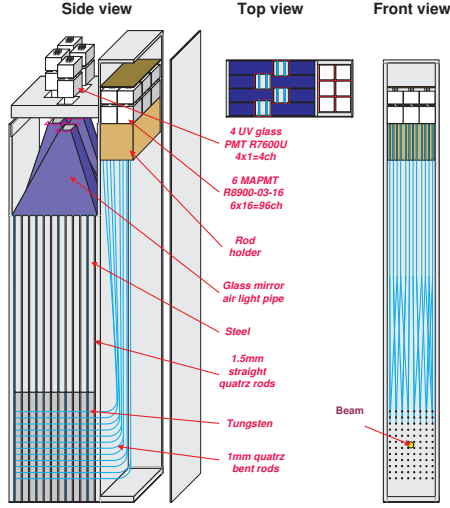 Side view
Top view
Front view
4 UV glass
PMT R7600U
4x1=4ch
6 MAPMT
R8900-03-16
6x16=96ch
Rod
holder
Glass mirror
air light pipe
Steel
1.5mm
straight
quatrz rods
Tungsten
Beam
1mm quatrz
bent rods